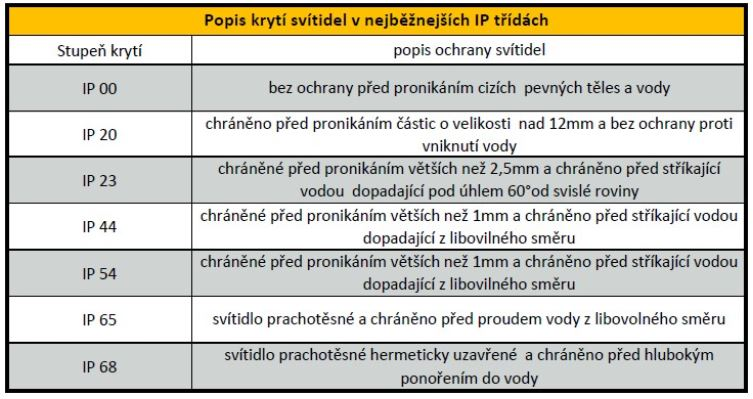 Popis krytí svítidel v nejběžnejších IP třídách
Stupeň krytí
popis ochrany svítidel
IP 00
bez ochrany před pronikáním cizích pevných těles a vody
IP 20
chráněno před pronikáním částic o velikosti nad 12mm a bez ochrany proti
vniknutí vody
IP 23
chráněné před pronikáním větších než 2,5mm a chráněno před stříkající
vodou dopadající pod úhlem 60°od svislé roviny
IP 44
chráněné před pronikáním větších než 1mm a chráněno před stříkající vodou
dopadající z libovilného směru
IP 54
chráněné před pronikáním větších než 1mm a chráněno před stříkající vodou
dopadající z libovilného směru
IP 65
svítidlo prachotěsné a chráněno před proudem vody z libovolného směru
IP 68
svítidlo prachotěsné hermeticky uzavřené a chráněno před hlubokým
ponořením do vody